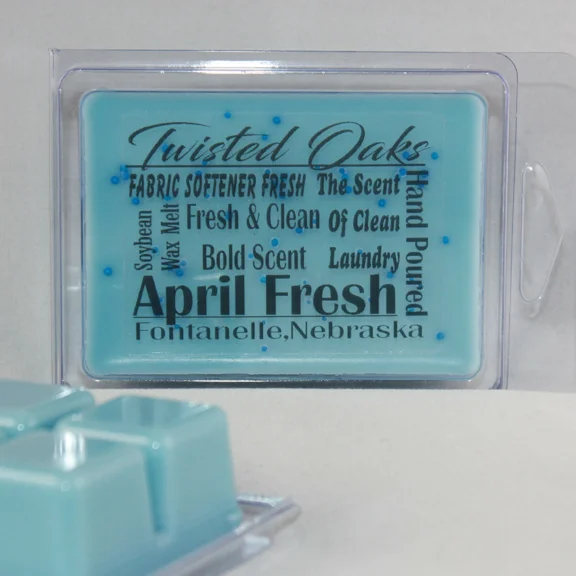 Twisted Oaks
FABRIC SOFTENER FRESH The Scent
Soybean
Wax Melt
Fresh & Clean Of Clean
Bold Scent Laundry
Hand Poured
April Fresh
Fontanelle,Nebraska